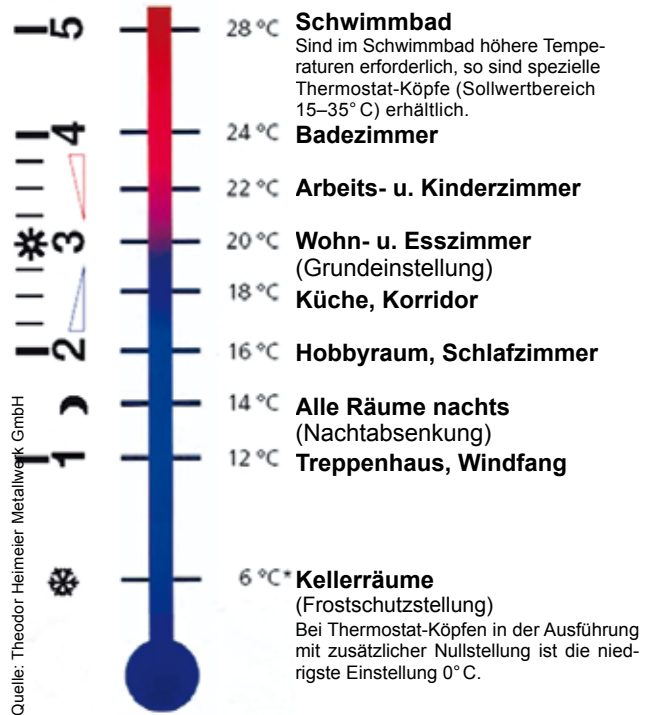 5
28 °C
Schwimmbad
Sind im Schwimmbad höhere Tempe-
raturen erforderlich, so sind spezielle
Thermostat-Köpfe (Sollwertbereich
15–35° C) erhältlich.
4
24 °C
Badezimmer
22 °C
Arbeits- u. Kinderzimmer
3
20 °C
Wohn- u. Esszimmer
(Grundeinstellung)
18 °C
Küche, Korridor
2
16 °C
Hobbyraum, Schlafzimmer
14 °C
Alle Räume nachts
(Nachtabsenkung)
1
12 °C
Treppenhaus, Windfang
6 °C*
Kellerräume
(Frostschutzstellung)
Bei Thermostat-Köpfen in der Ausführung
mit zusätzlicher Nullstellung ist die nied-
rigste Einstellung 0° C.
Quelle: Theodor Heimeier Metallwerk GmbH